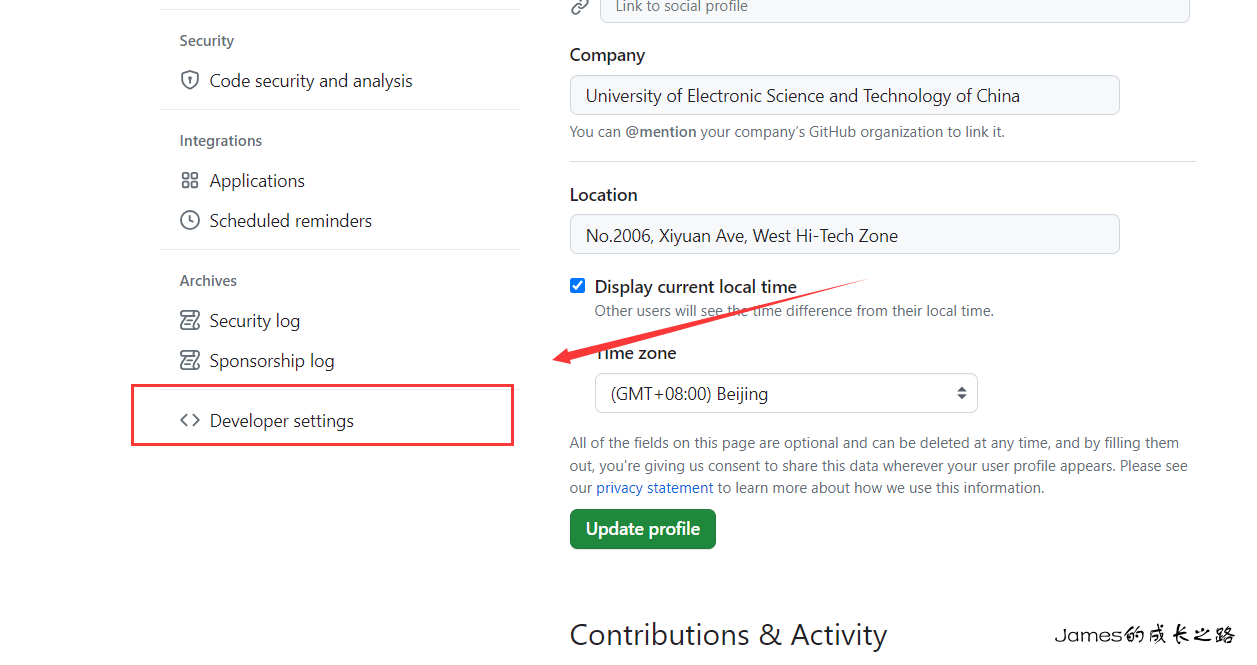 Security
Code security and analysis
Integrations
Applications
Scheduled reminders
Archives
Security log
Sponsorship log
Developer settings
Link to social profile
Company
University of Electronic Science and Technology of China
You can @mention your company's GitHub organization to link it.
Location
No.2006, Xiyuan Ave, West Hi-Tech Zone
Display current local time
Other users will see the time difference from their local time.
Time zone
(GMT+08:00) Beijing
All of the fields on this page are optional and can be deleted at any time, and by filling them
out, you're giving us consent to share this data wherever your user profile appears. Please see
our privacy statement to learn more about how we use this information.
Update profile
Contributions & Activity
James的成长之路